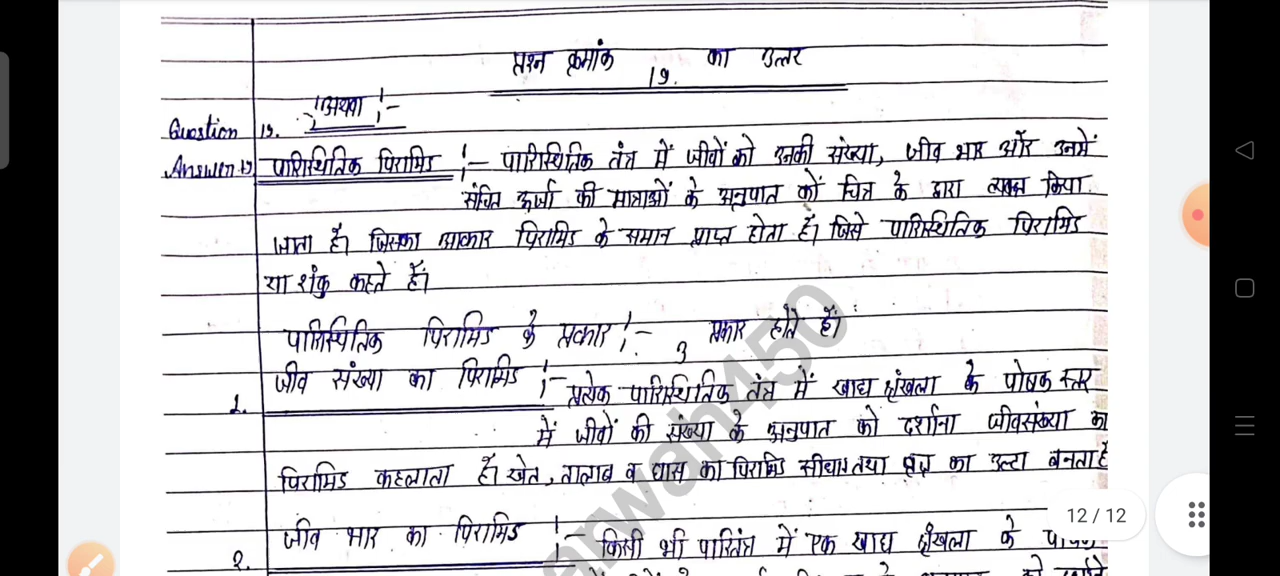 प्रश्न क्रमांक 19. का उत्तर
अथवा :-
Question 19.
Answer 19 पारिस्थितिक पिरामिड :- पारिस्थितिक तंत्र में जीवों को उनकी संख्या, जीव भार और उनमें
संचित ऊर्जा की मात्राओं के अनुपात को चित्र के द्वारा व्यक्त किया
जाता है। जिसका आकार पिरामिड के समान प्राप्त होता है। जिसे पारिस्थितिक पिरामिड
या शंकु कहते हैं।
पारिस्थितिक पिरामिड के प्रकार :- 3 प्रकार होते हैं।
1. जीव संख्या का पिरामिड :- प्रत्येक पारिस्थितिक तंत्र में खाद्य श्रृंखला के पोषक स्तर
में जीवों की संख्या के अनुपात को दर्शाना जीवसंख्या का
पिरामिड कहलाता है। खेत, तालाब व घास का पिरामिड सीधा तथा वृक्ष का उल्टा बनता है
2. जीव भार का पिरामिड :- किसी भी पारितंत्र में एक खाद्य श्रृंखला के
12 / 12
arwah450